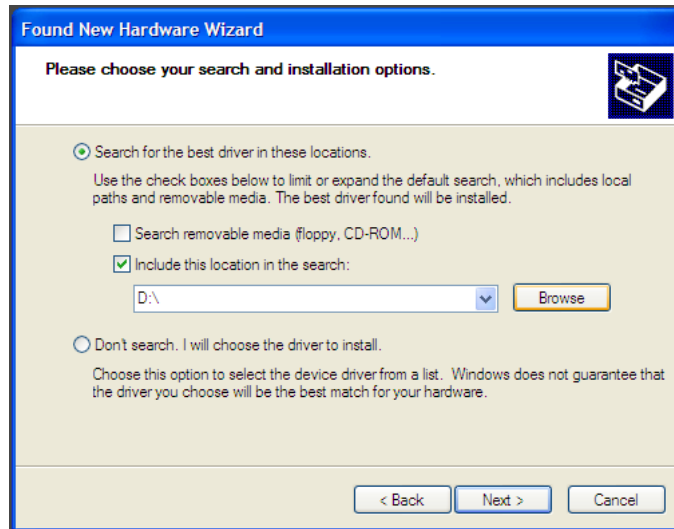 Found New Hardware Wizard
Please choose your search and installation options.
Search for the best driver in these locations.
Use the check boxes below to limit or expand the default search, which includes local
paths and removable media. The best driver found will be installed.
Search removable media (floppy, CD-ROM...)
Include this location in the search:
D:\
Browse
Don't search. I will choose the driver to install.
Choose this option to select the device driver from a list.  Windows does not guarantee that
the driver you choose will be the best match for your hardware.
< Back
Next >
Cancel